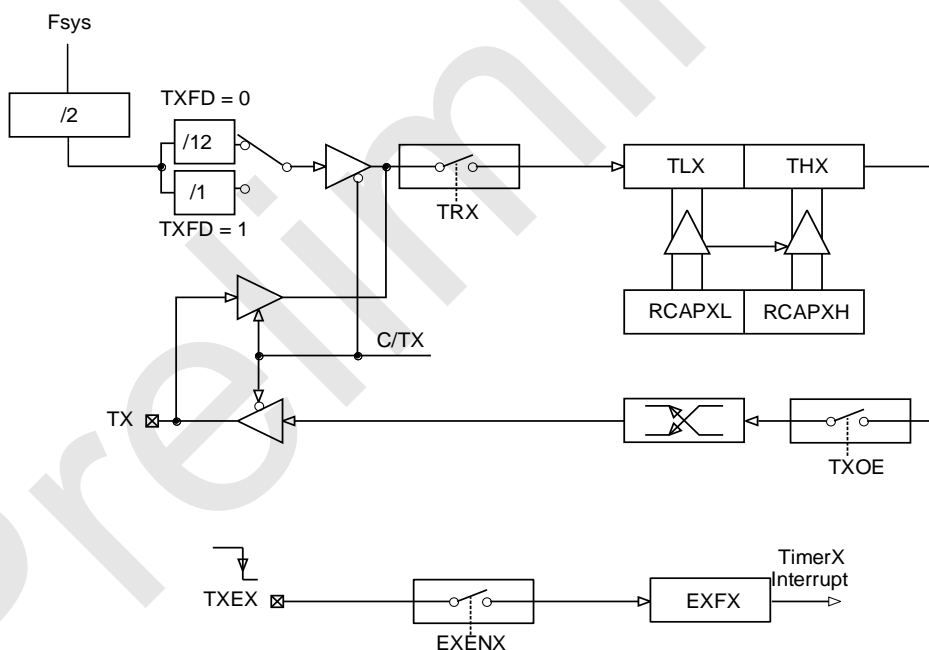 Fsys
/2
TXFD = 0
/12
/1
TXFD = 1
TRX
TLX
THX
RCAPXL
RCAPXH
C/TX
TX
TXOE
TXEX
EXENX
EXFX
TimerX
Interrupt
Prelimi